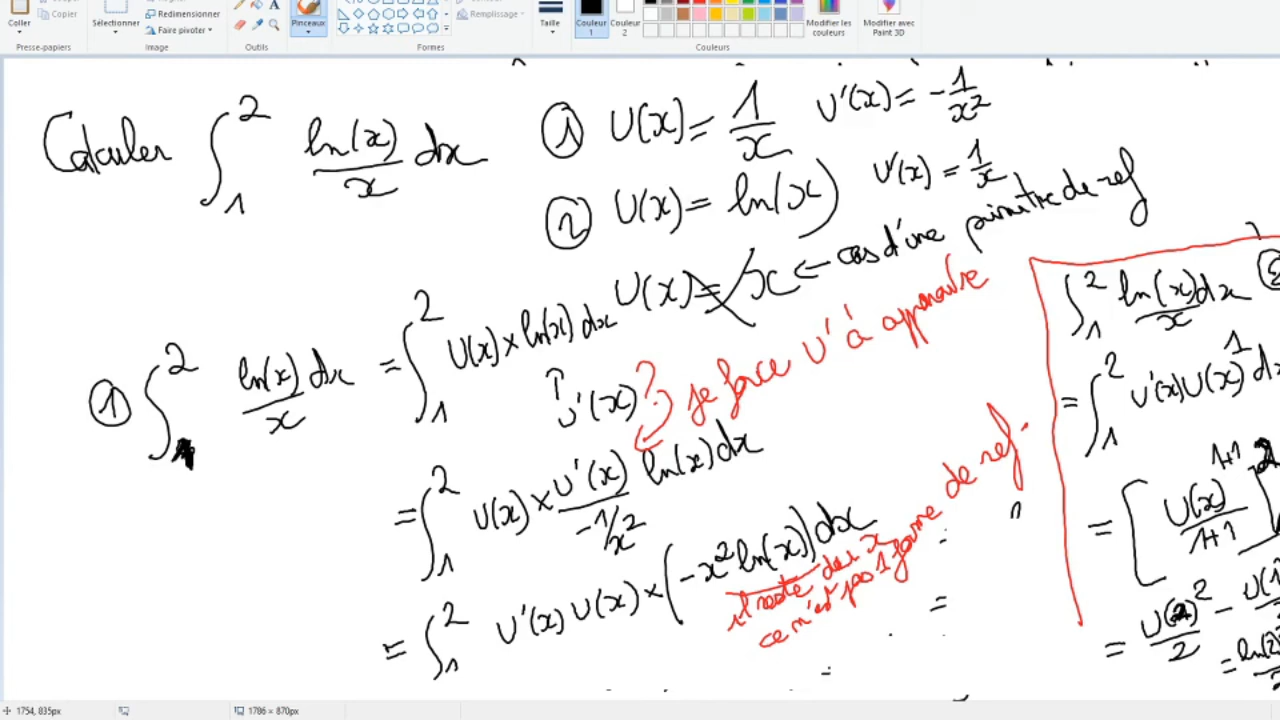 Coller
Copier
Presse-papiers
Sélectionner
Redimensionner
Faire pivoter
Image
Outils
Pinceaux
Formes
Remplissage
Taille
Couleur 1
Couleur 2
Modifier les couleurs
Modifier avec Paint 3D
Couleurs
Calculer ∫₁² ln(x)/x dx
① U(x) = 1/x U'(x) = -1/x²
② U(x) = ln(x) U'(x) = 1/x
U(x) = x ← cas d'une primitive de ref
① ∫₁² ln(x)/x dx = ∫₁² U(x) × ln(x) dx
↑ U'(x)? je force U' à apparaître
= ∫₁² U(x) × U'(x)/(-1/x²) ln(x) dx
= ∫₁² U'(x) U(x) × (-x² ln(x)) dx
il reste des x
ce n'est pas 1 forme de ref.
∫₁² ln(x)/x dx
= ∫₁² U'(x) U(x)¹ d
= [U(x)¹⁺¹/1+1]
= U(2)²/2 - U(1
= ln(2)
1754, 835px
1786 × 870px